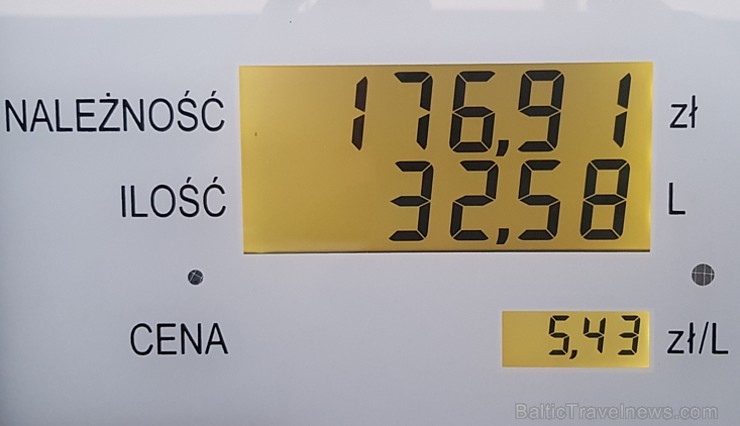 NALEŻNOŚĆ 176,91 zł
ILOŚĆ 32,58 L
CENA 5,43 zł/L
BalticTravelnews.com